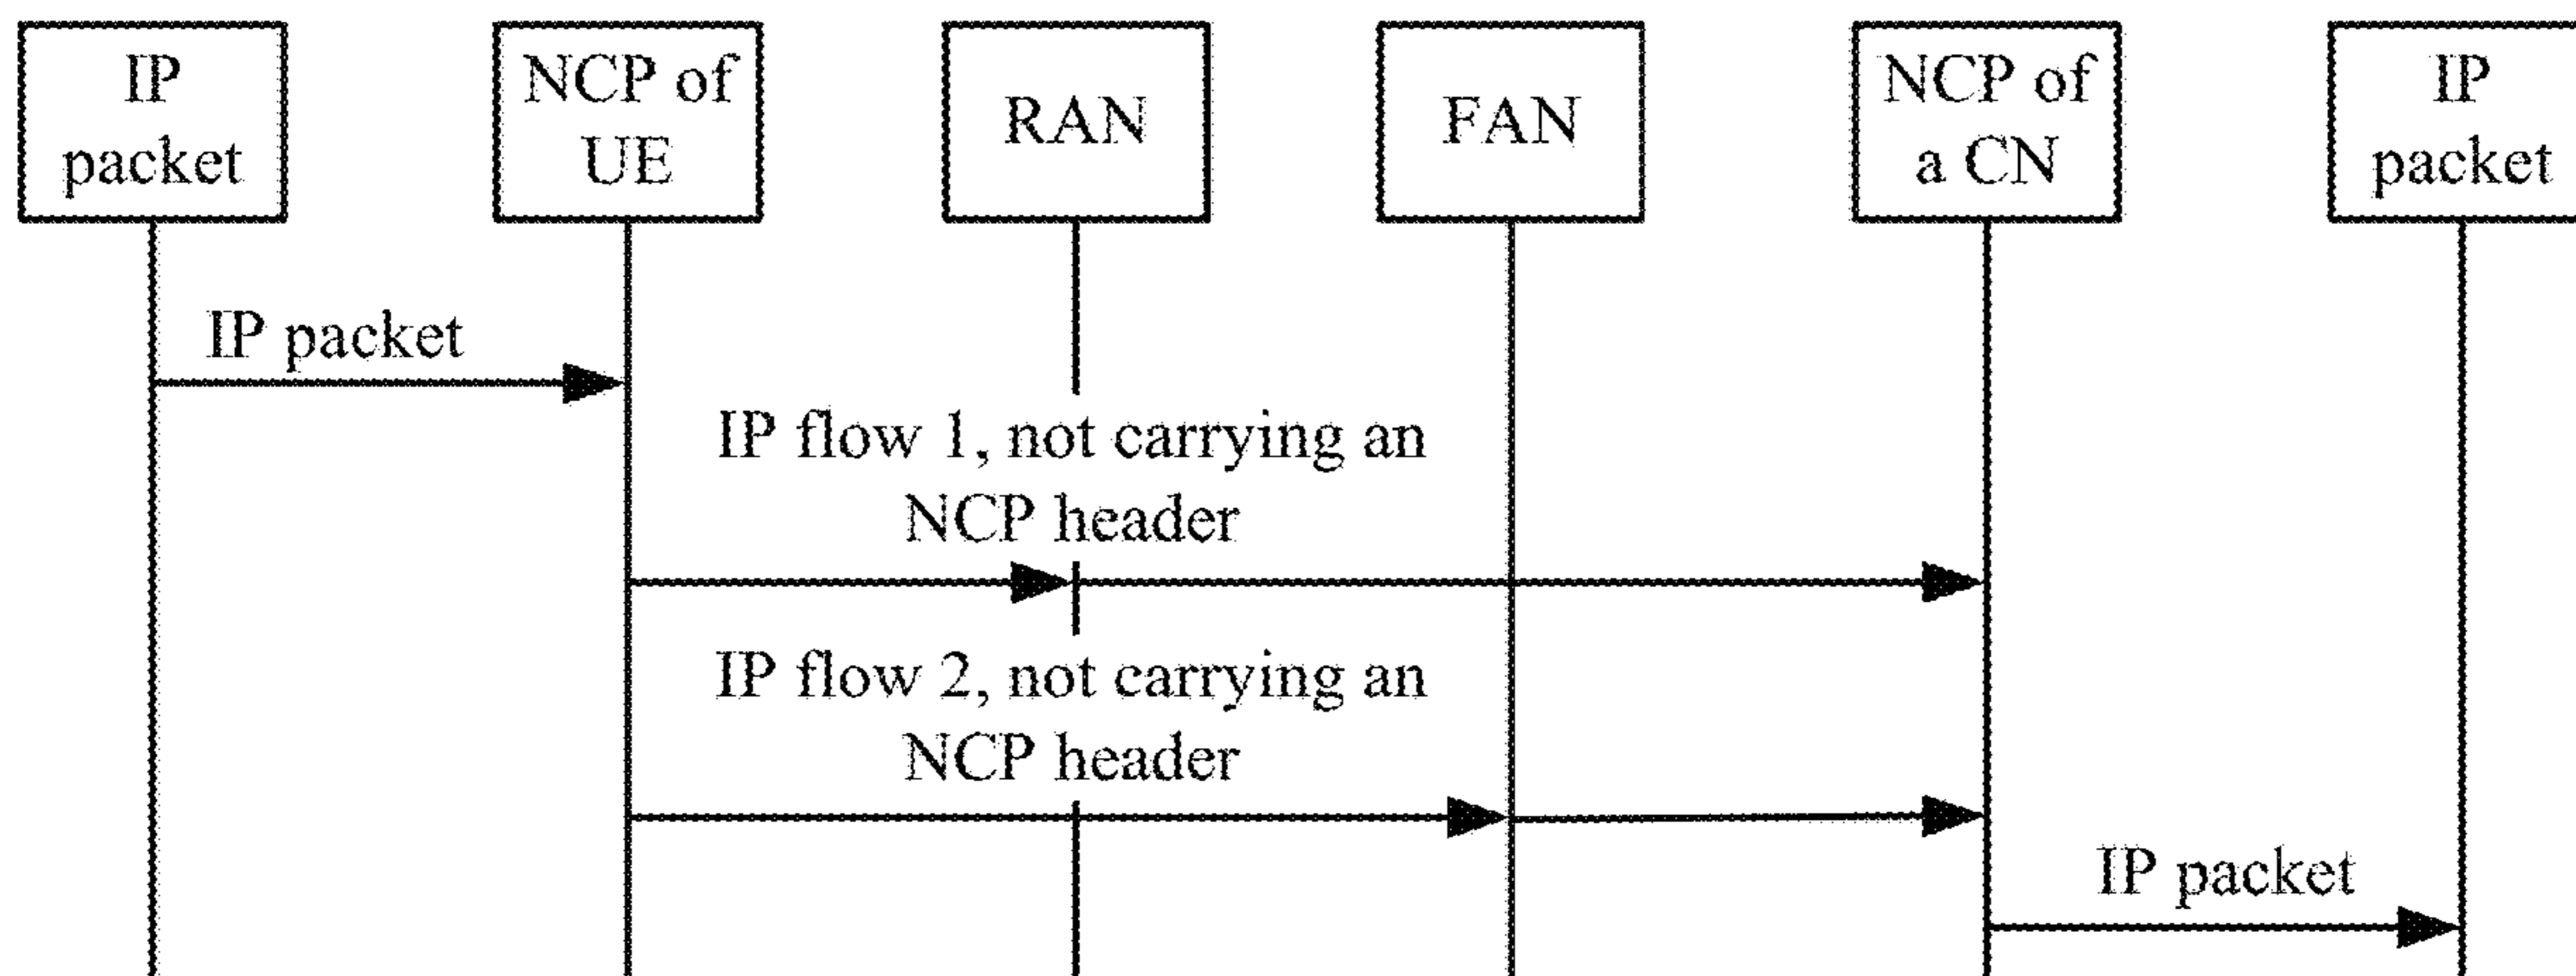 IP
packet
NCP of
UE
RAN
FAN
NCP of
a CN
IP
packet
IP packet
IP flow 1, not carrying an
NCP header
IP flow 2, not carrying an
NCP header
IP packet